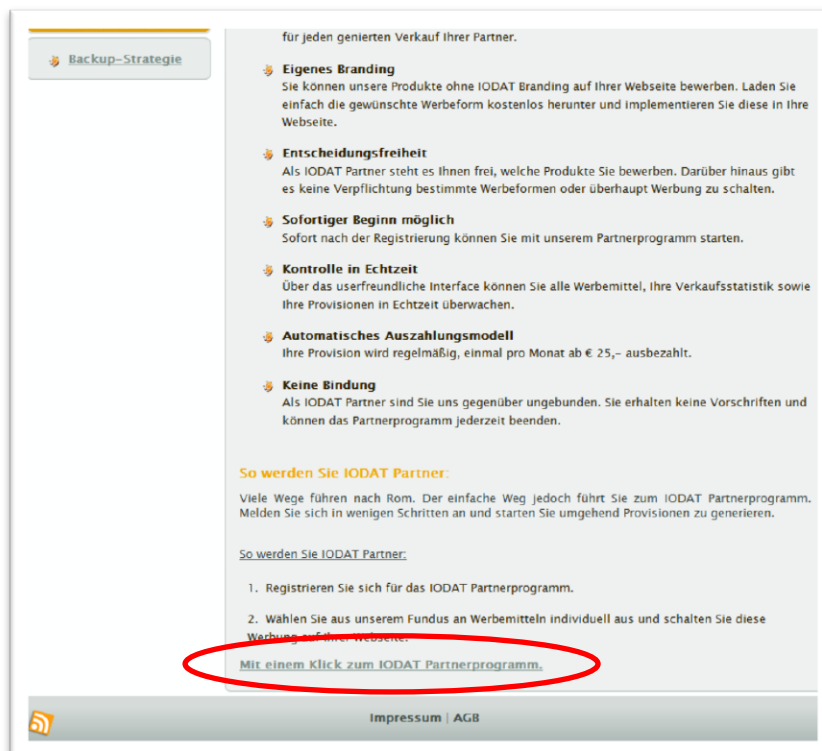 für jeden genierten Verkauf Ihrer Partner.
Backup-Strategie
Eigenes Branding
Sie können unsere Produkte ohne IODAT Branding auf Ihrer Webseite bewerben. Laden Sie
einfach die gewünschte Werbeform kostenlos herunter und implementieren Sie diese in Ihre
Webseite.
Entscheidungsfreiheit
Als IODAT Partner steht es Ihnen frei, welche Produkte Sie bewerben. Darüber hinaus gibt
es keine Verpflichtung bestimmte Werbeformen oder überhaupt Werbung zu schalten.
Sofortiger Beginn möglich
Sofort nach der Registrierung können Sie mit unserem Partnerprogramm starten.
Kontrolle in Echtzeit
Über das userfreundliche Interface können Sie alle Werbemittel, Ihre Verkaufsstatistik sowie
Ihre Provisionen in Echtzeit überwachen.
Automatisches Auszahlungsmodell
Ihre Provision wird regelmäßig, einmal pro Monat ab € 25,– ausbezahlt.
Keine Bindung
Als IODAT Partner sind Sie uns gegenüber ungebunden. Sie erhalten keine Vorschriften und
können das Partnerprogramm jederzeit beenden.
So werden Sie IODAT Partner:
Viele Wege führen nach Rom. Der einfache Weg jedoch führt Sie zum IODAT Partnerprogramm.
Melden Sie sich in wenigen Schritten an und starten Sie umgehend Provisionen zu generieren.
So werden Sie IODAT Partner:
1. Registrieren Sie sich für das IODAT Partnerprogramm.
2. Wählen Sie aus unserem Fundus an Werbemitteln individuell aus und schalten Sie diese
Werbung auf Ihrer Webseite.
Mit einem Klick zum IODAT Partnerprogramm.
Impressum | AGB